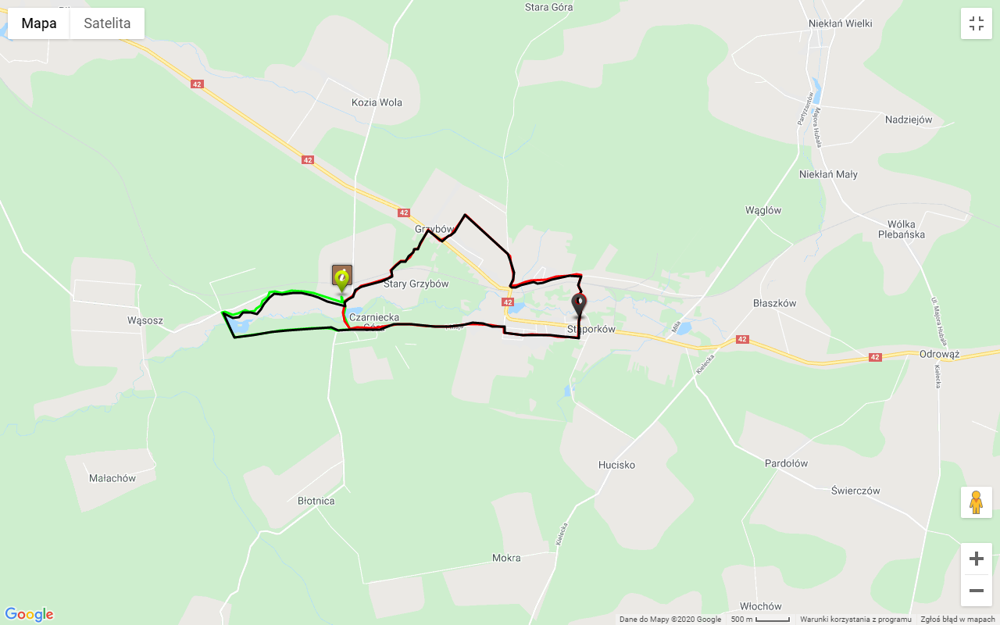 Mapa
Satelita
Stara Góra
Niekłań Wielki
42
Kozia Wola
Partyzantów
Majora Hubala
Nadziejów
42
Niekłań Mały
42
Wąglów
Grzybów
Wólka
Plebańska
Stary Grzybów
42
Błaszków
Wąsosz
Czarniecka
Góra
Stąporków
Miła
Ul. Majora Hubala
42
42
Odrowąż
Kielecka
Kielecka
Hucisko
Pardołów
Małachów
Świerczów
Błotnica
Kielecka
Mokra
Włochów
Google
Dane do Mapy ©2020 Google
500 m
Warunki korzystania z programu
Zgłoś błąd w mapach